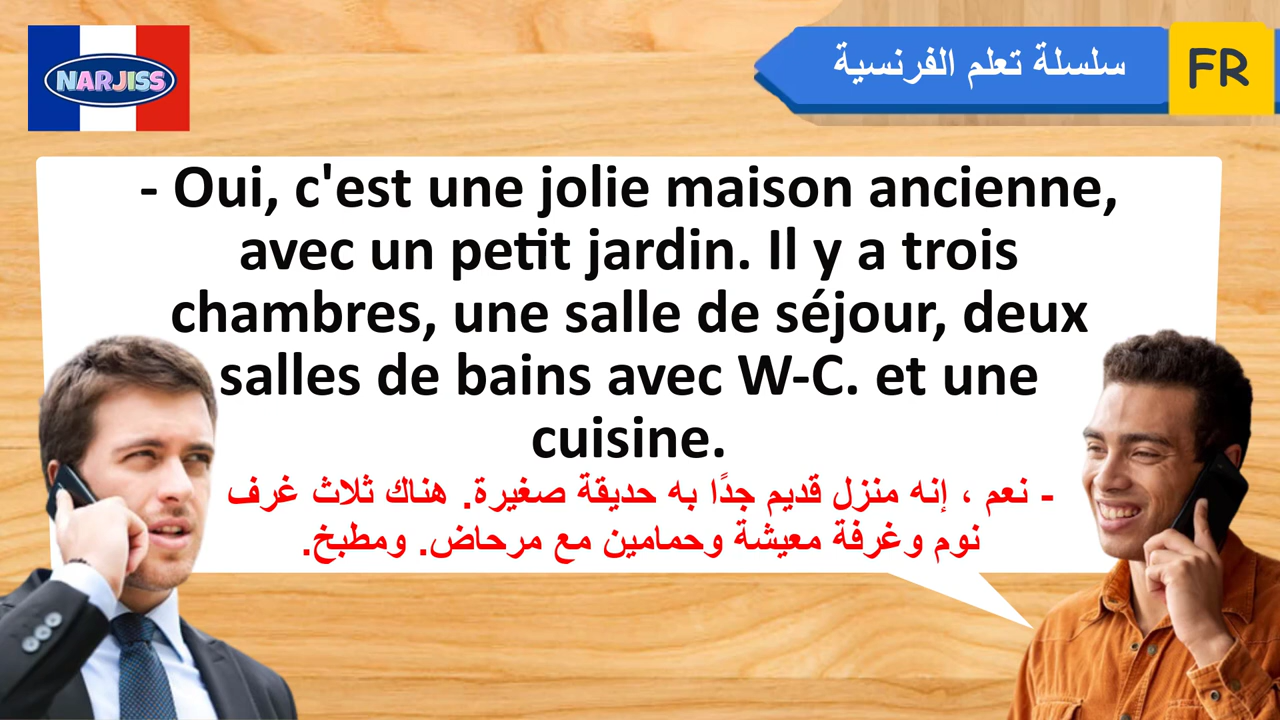 NARJISS
سلسلة تعلم الفرنسية
FR
- Oui, c'est une jolie maison ancienne,
avec un petit jardin. Il y a trois
chambres, une salle de séjour, deux
salles de bains avec W-C. et une
cuisine.
- نعم ، إنه منزل قديم جدًا به حديقة صغيرة. هناك ثلاث غرف
نوم وغرفة معيشة وحمامين مع مرحاض. ومطبخ.